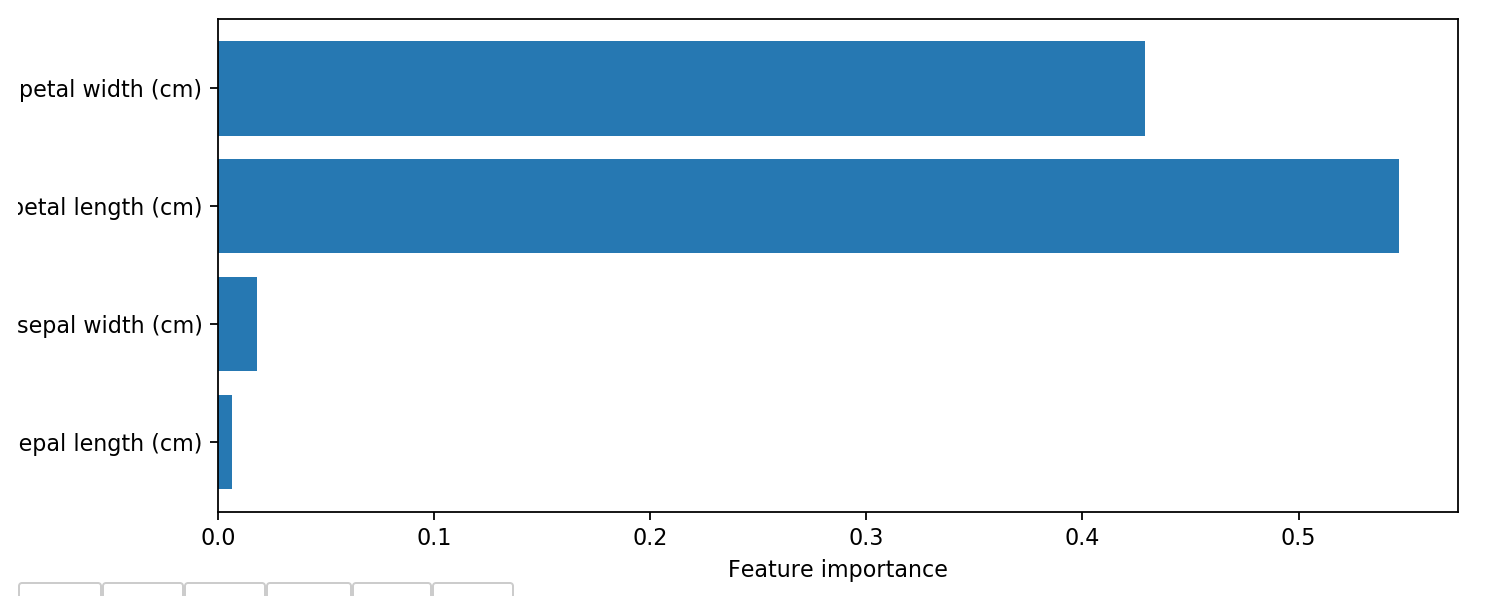 petal width (cm)
petal length (cm)
sepal width (cm)
epal length (cm)
0.0 0.1 0.2 0.3 0.4 0.5
Feature importance